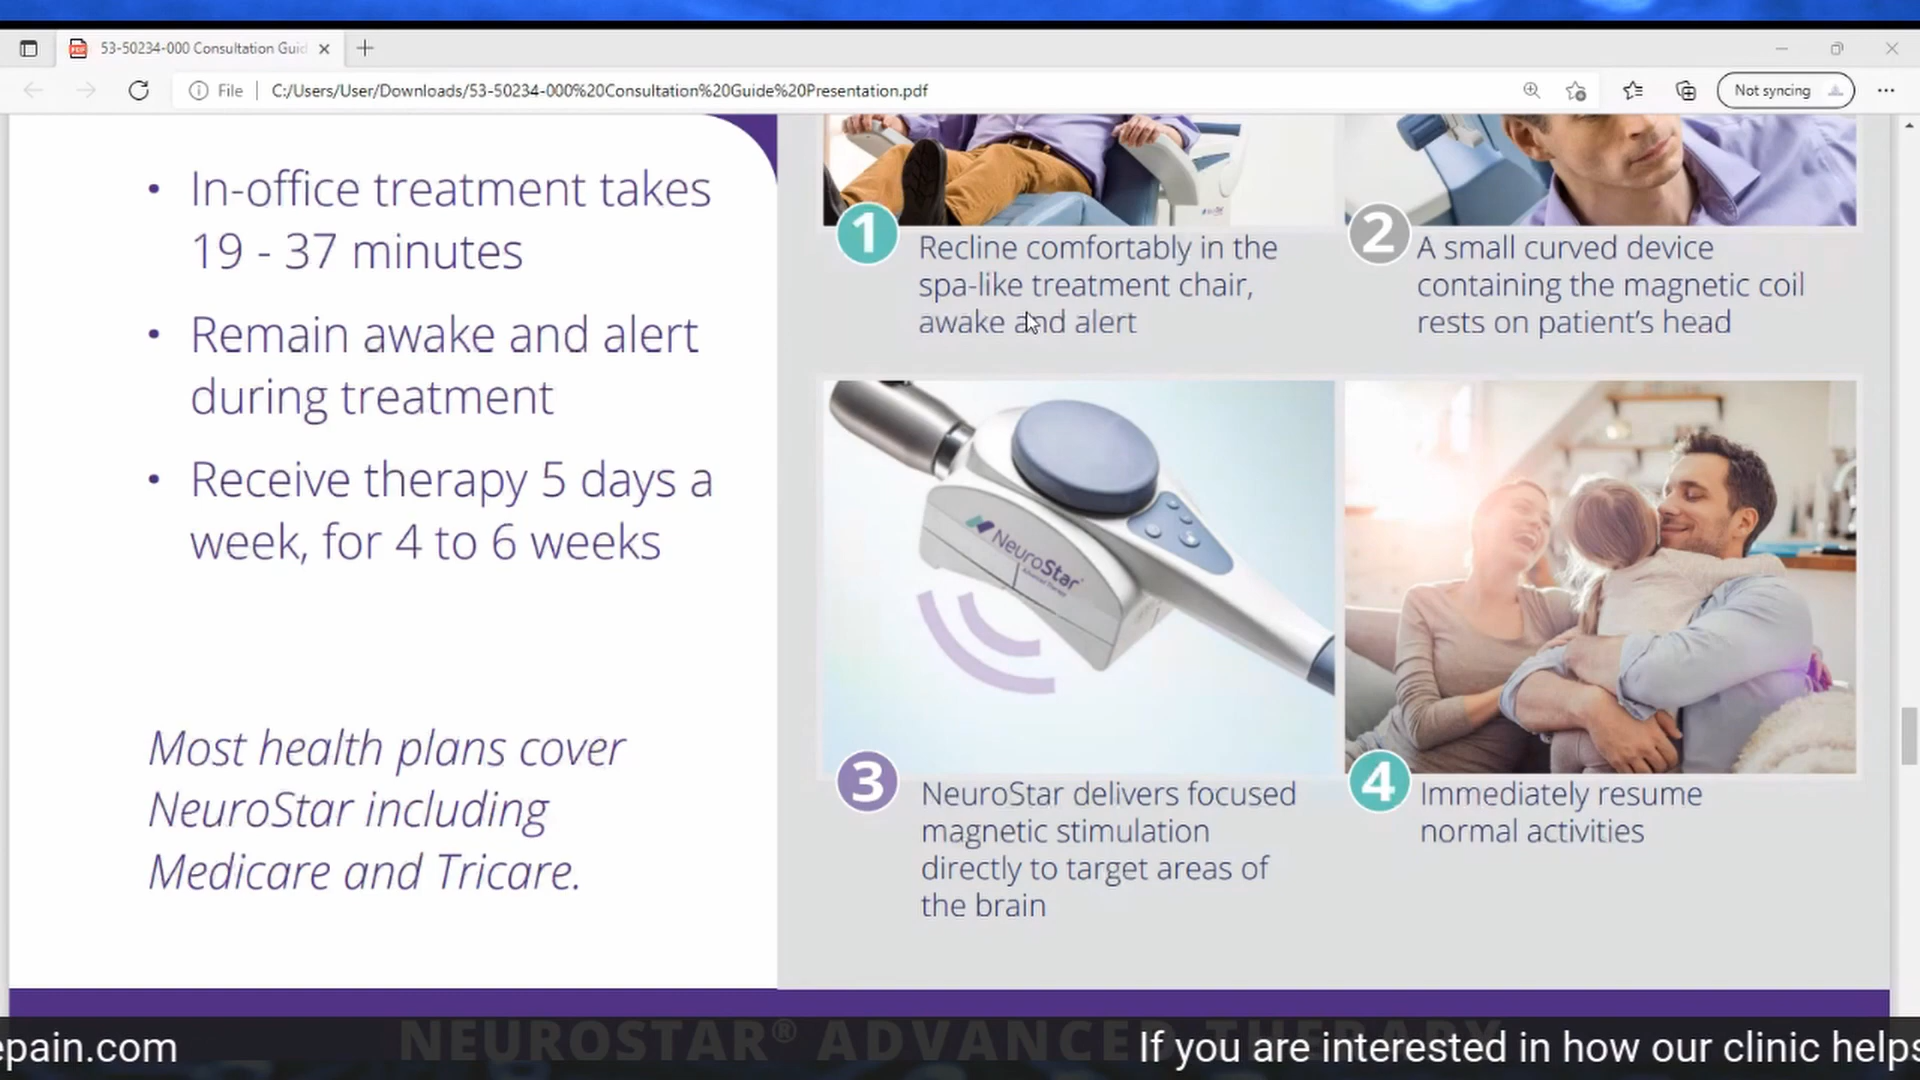 53-50234-000 Consultation Guid
File
C:/Users/User/Downloads/53-50234-000%20Consultation%20Guide%20Presentation.pdf
Not syncing
• In-office treatment takes
19 - 37 minutes
• Remain awake and alert
during treatment
• Receive therapy 5 days a
week, for 4 to 6 weeks
Most health plans cover
NeuroStar including
Medicare and Tricare.
1
Recline comfortably in the
spa-like treatment chair,
awake and alert
2
A small curved device
containing the magnetic coil
rests on patient's head
NeuroStar
3
NeuroStar delivers focused
magnetic stimulation
directly to target areas of
the brain
4
Immediately resume
normal activities
NEUROSTAR® ADVANCED THERAPY
epain.com
If you are interested in how our clinic helps